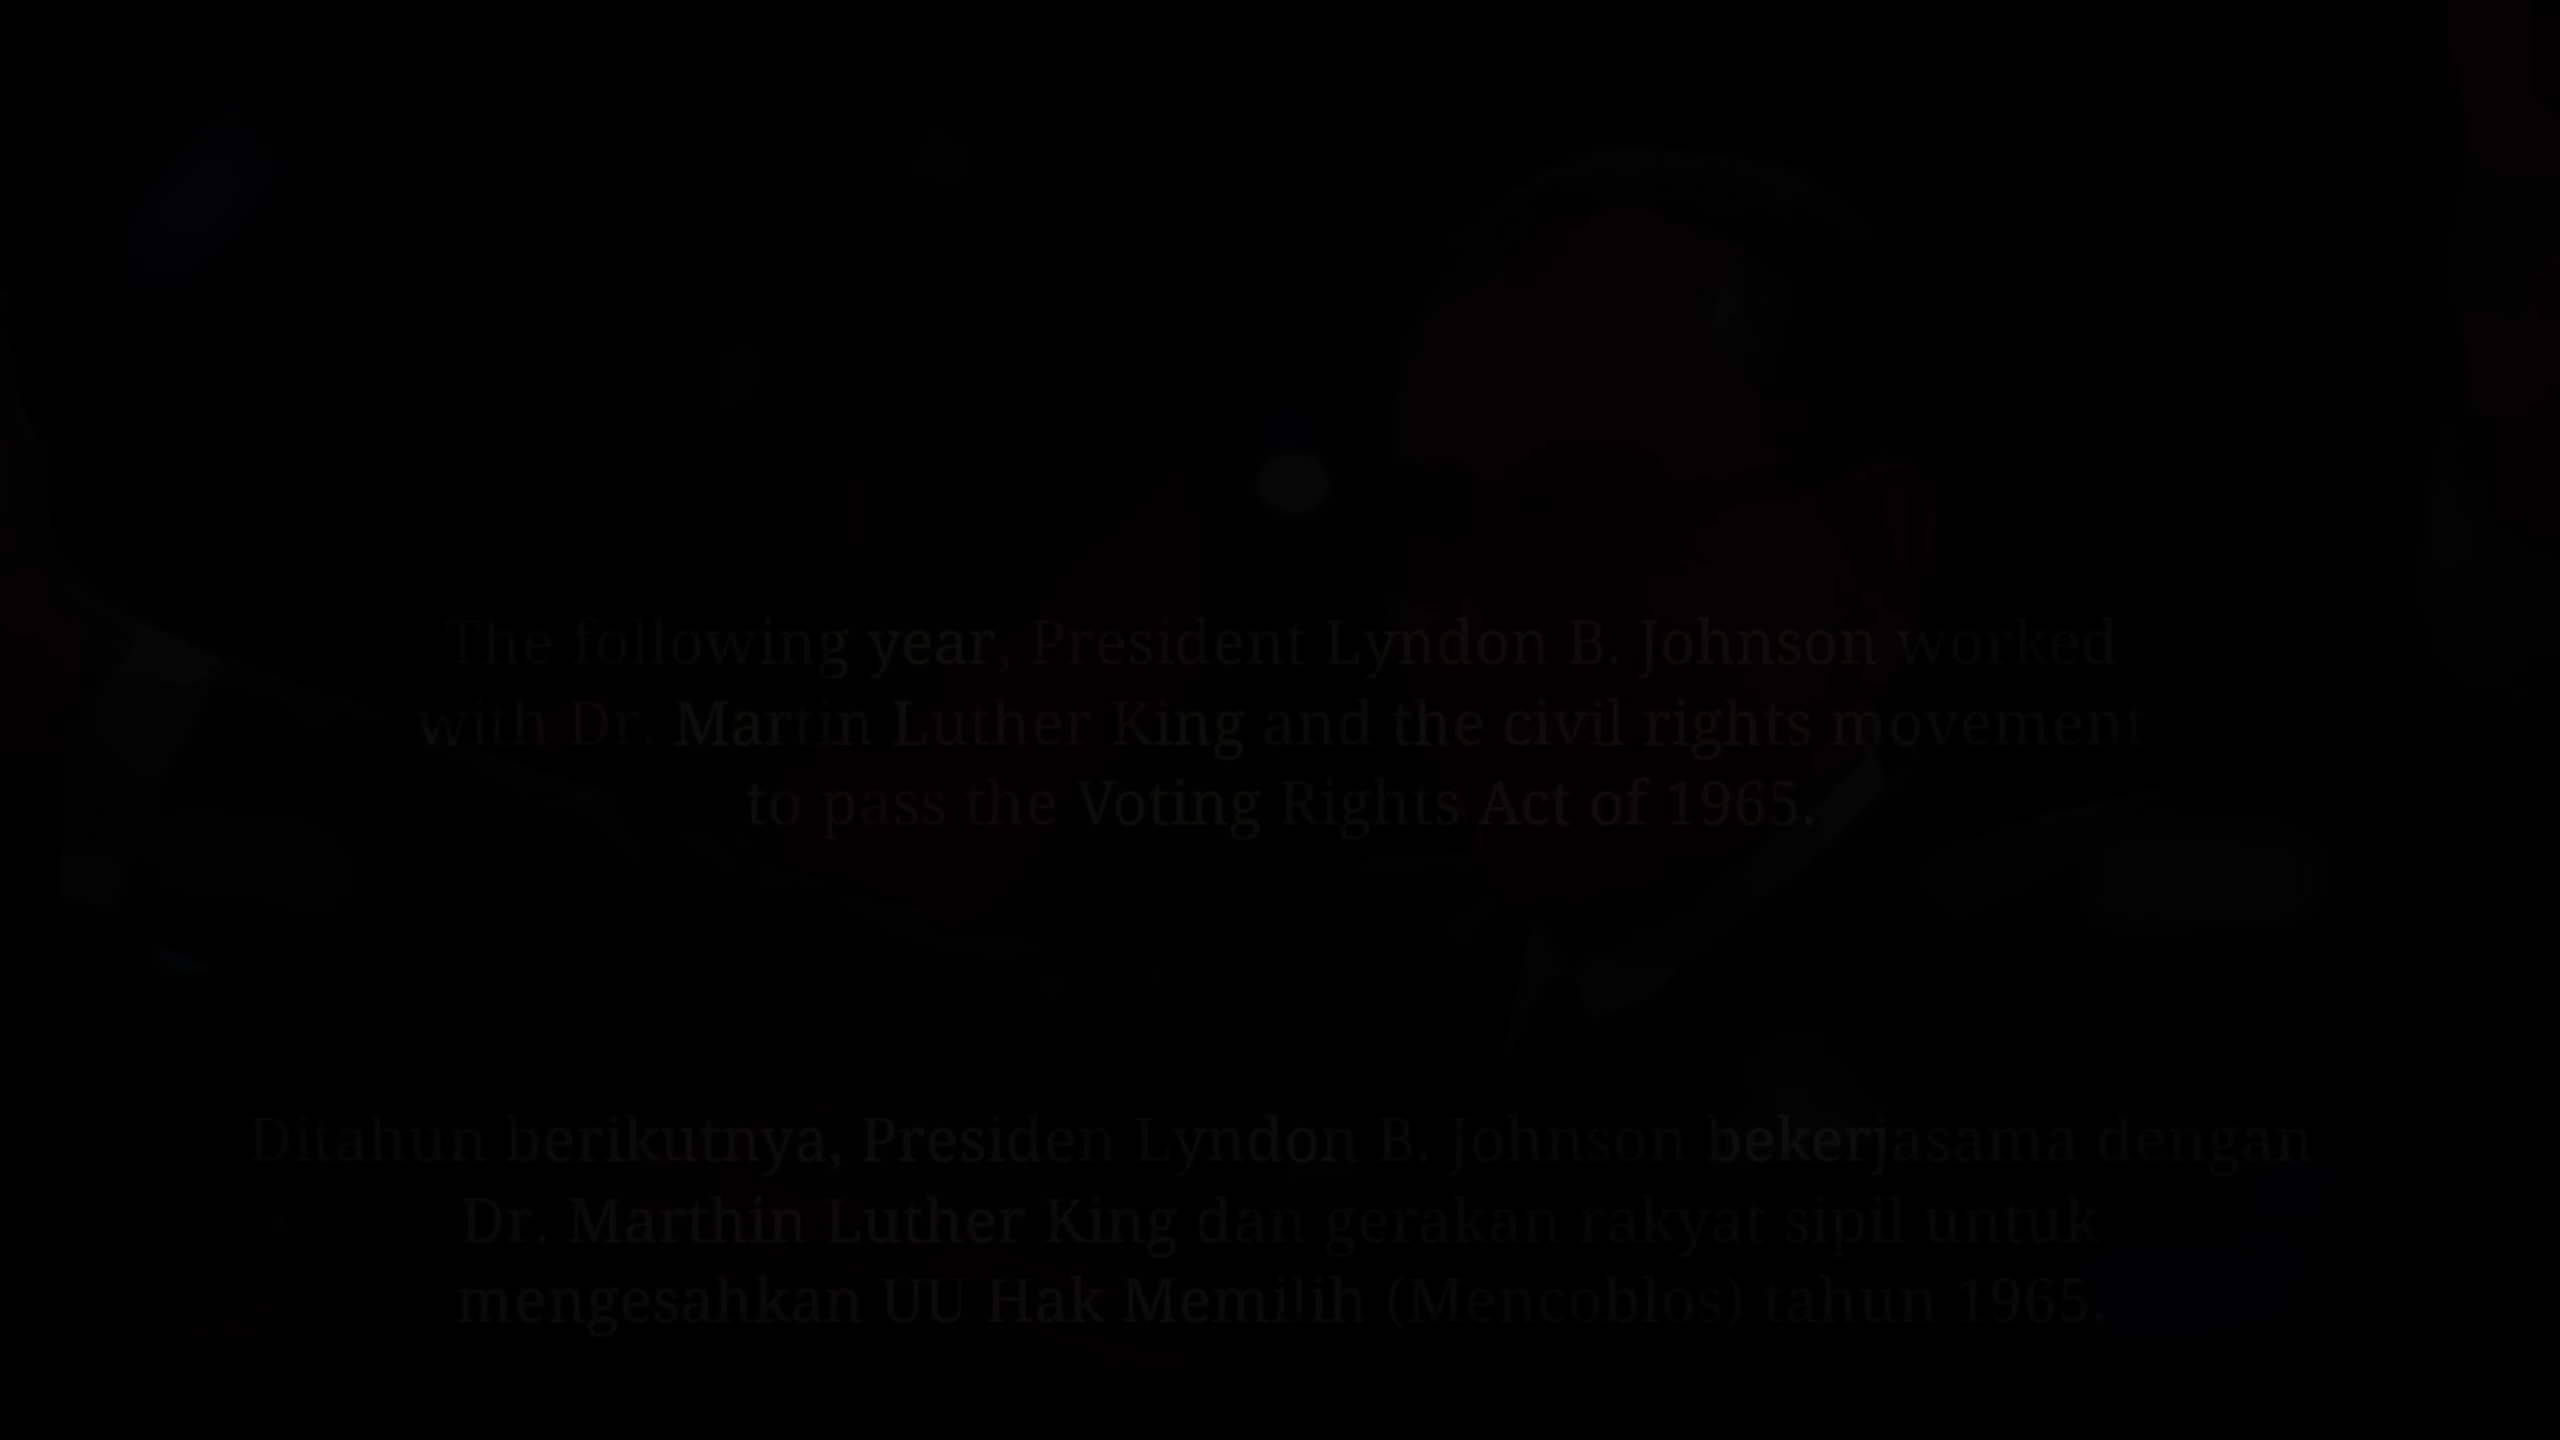 The following year, President Lyndon B. Johnson worked
with Dr. Martin Luther King and the civil rights movement
to pass the Voting Rights Act of 1965.
Ditahun berikutnya, Presiden Lyndon B. Johnson bekerjasama dengan
Dr. Marthin Luther King dan gerakan rakyat sipil untuk
mengesahkan UU Hak Memilih (Mencoblos) tahun 1965.